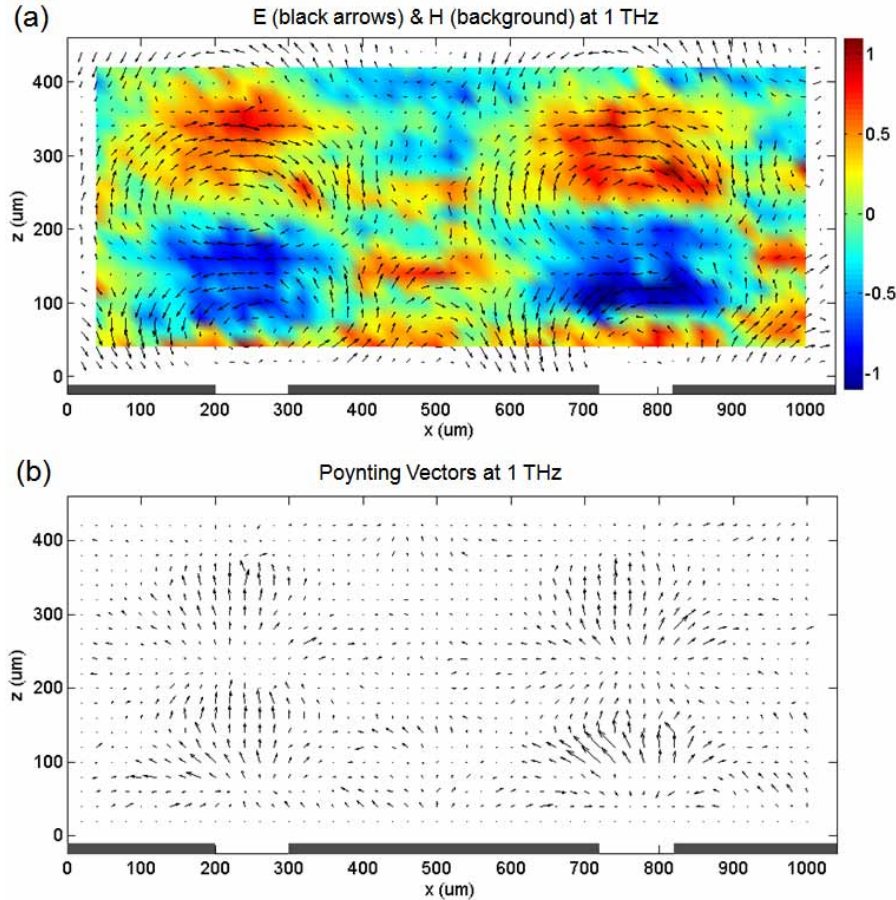 (a)
E (black arrows) & H (background) at 1 THz
400
300
200
100
0
z (um)
0 100 200 300 400 500 600 700 800 900 1000
x (um)
1
0.5
0
-0.5
-1
(b)
Poynting Vectors at 1 THz
400
300
200
100
0
z (um)
0 100 200 300 400 500 600 700 800 900 1000
x (um)